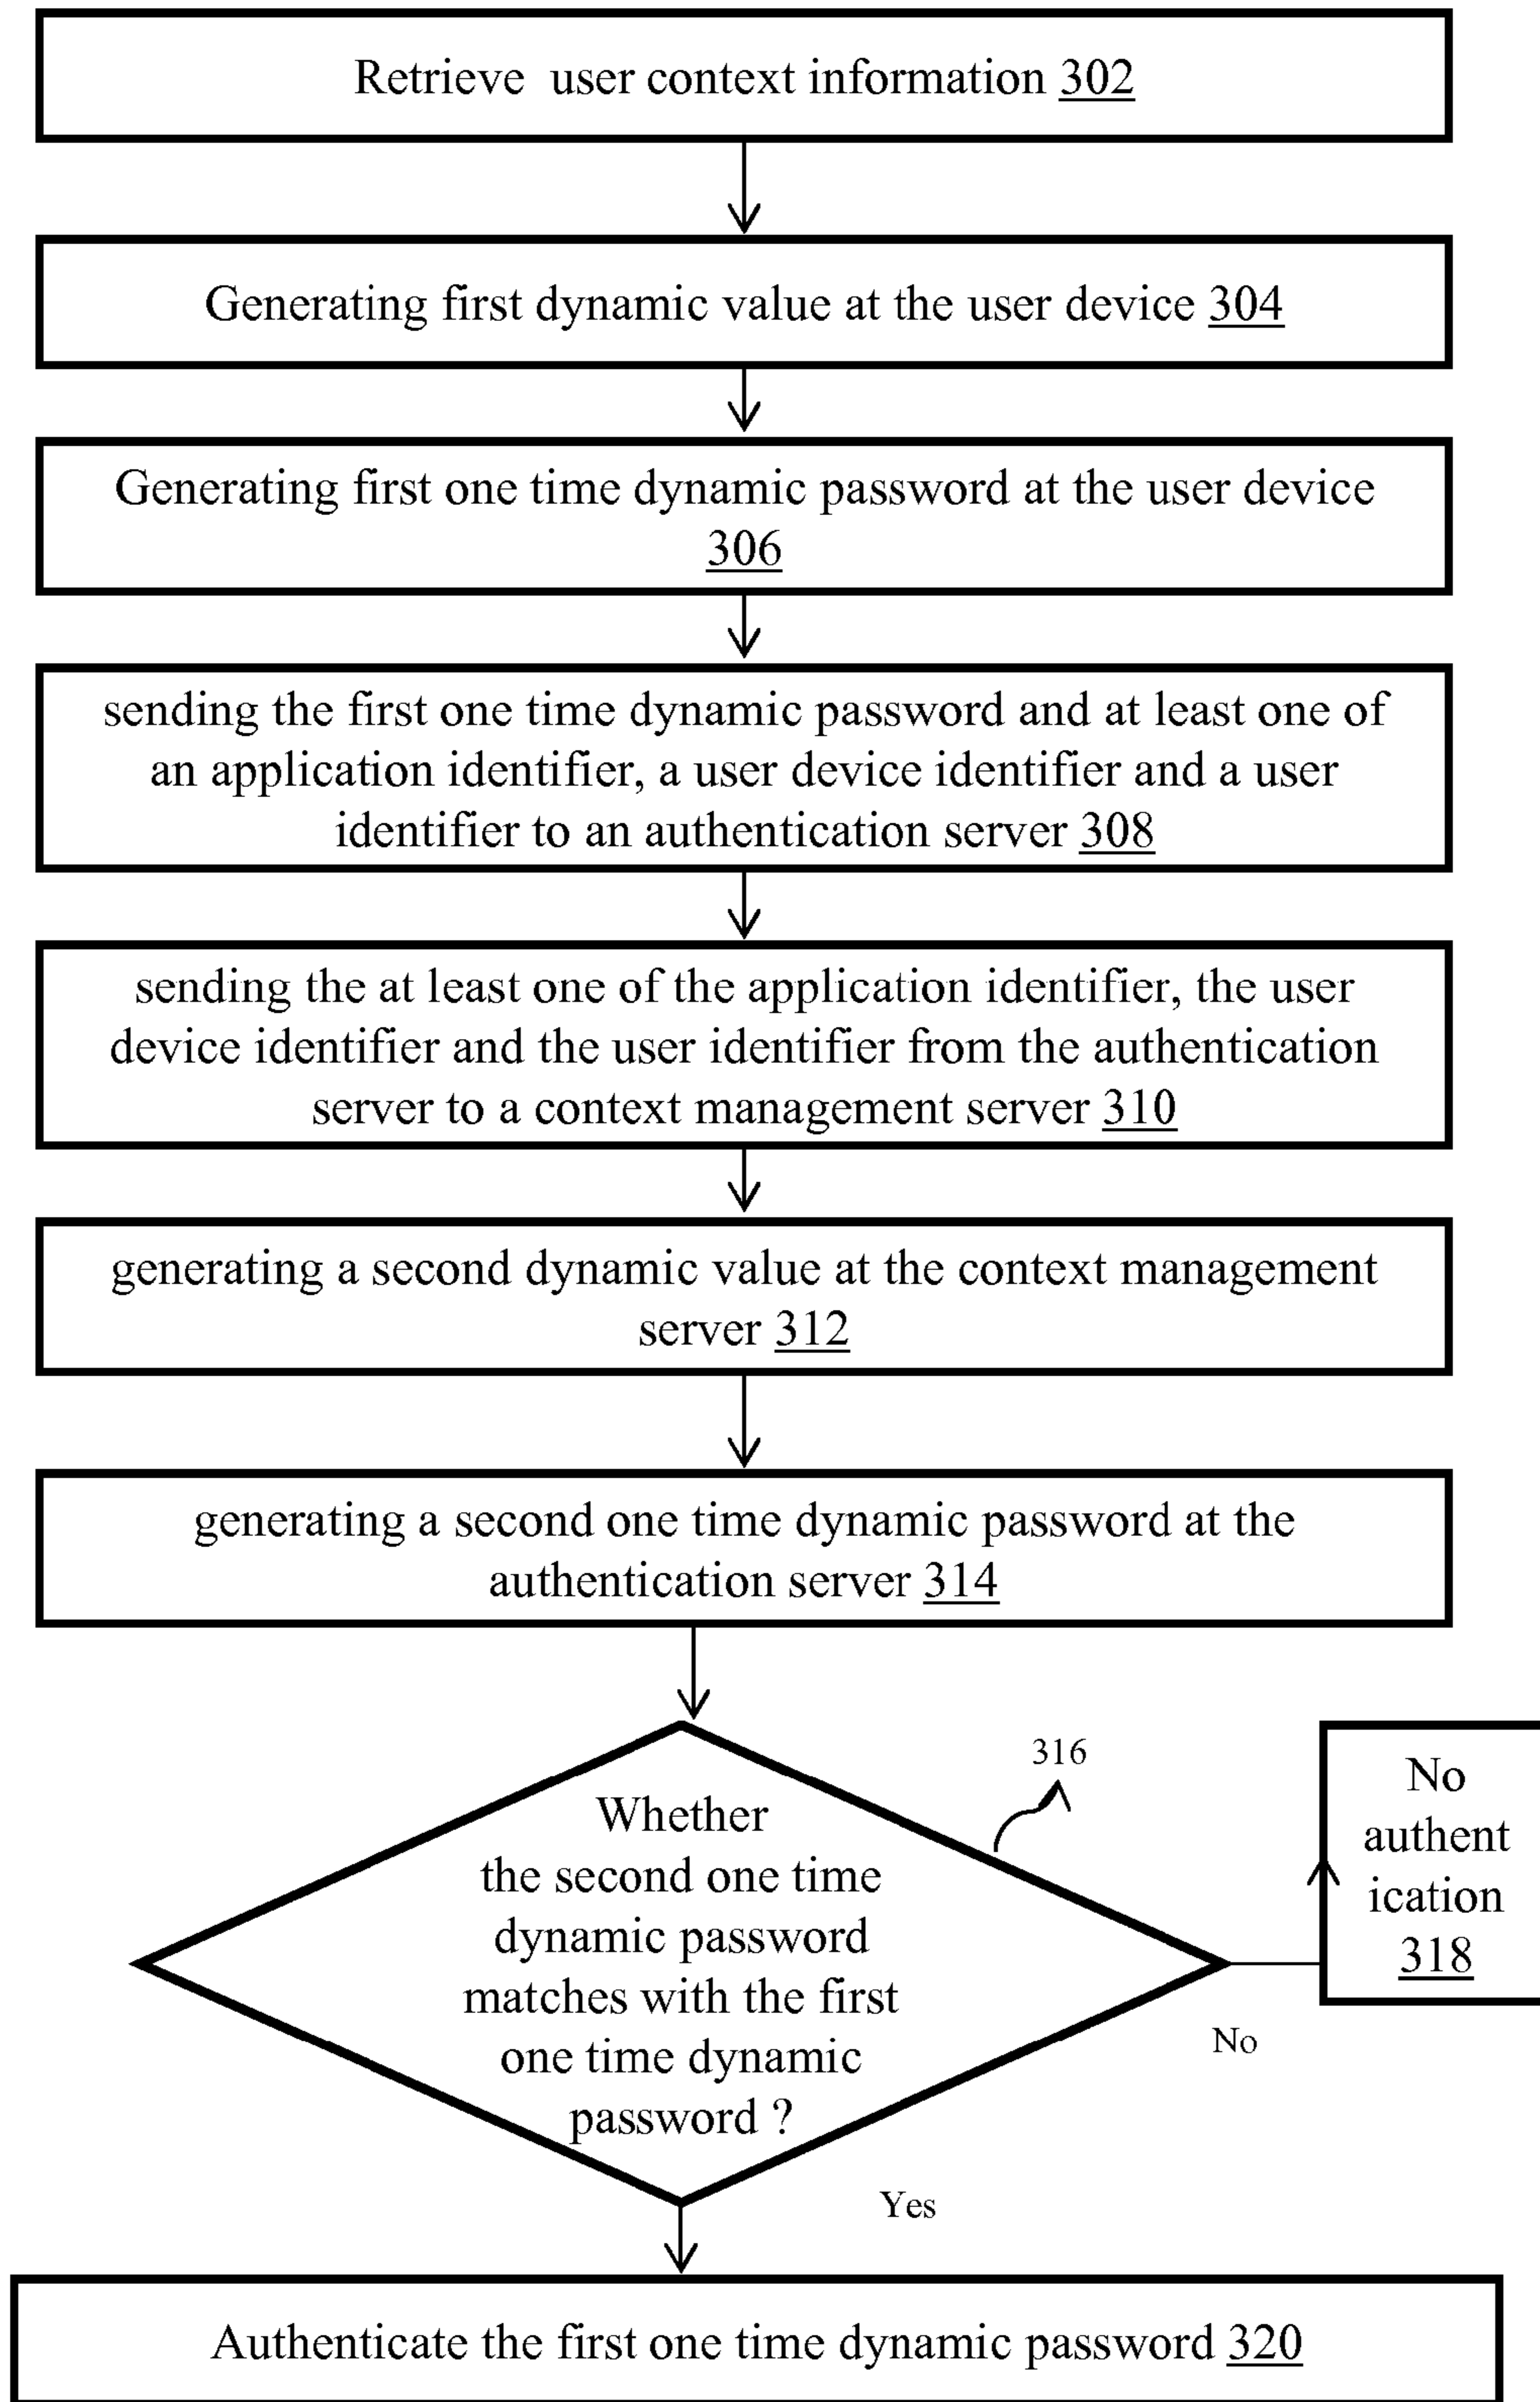 Retrieve user context information 302
Generating first dynamic value at the user device 304
Generating first one time dynamic password at the user device
306
sending the first one time dynamic password and at least one of
an application identifier, a user device identifier and a user
identifier to an authentication server 308
sending the at least one of the application identifier, the user
device identifier and the user identifier from the authentication
server to a context management server 310
generating a second dynamic value at the context management
server 312
generating a second one time dynamic password at the
authentication server 314
316
Whether
the second one time
dynamic password
matches with the first
one time dynamic
password ?
No
authent
ication
318
No
Yes
Authenticate the first one time dynamic password 320